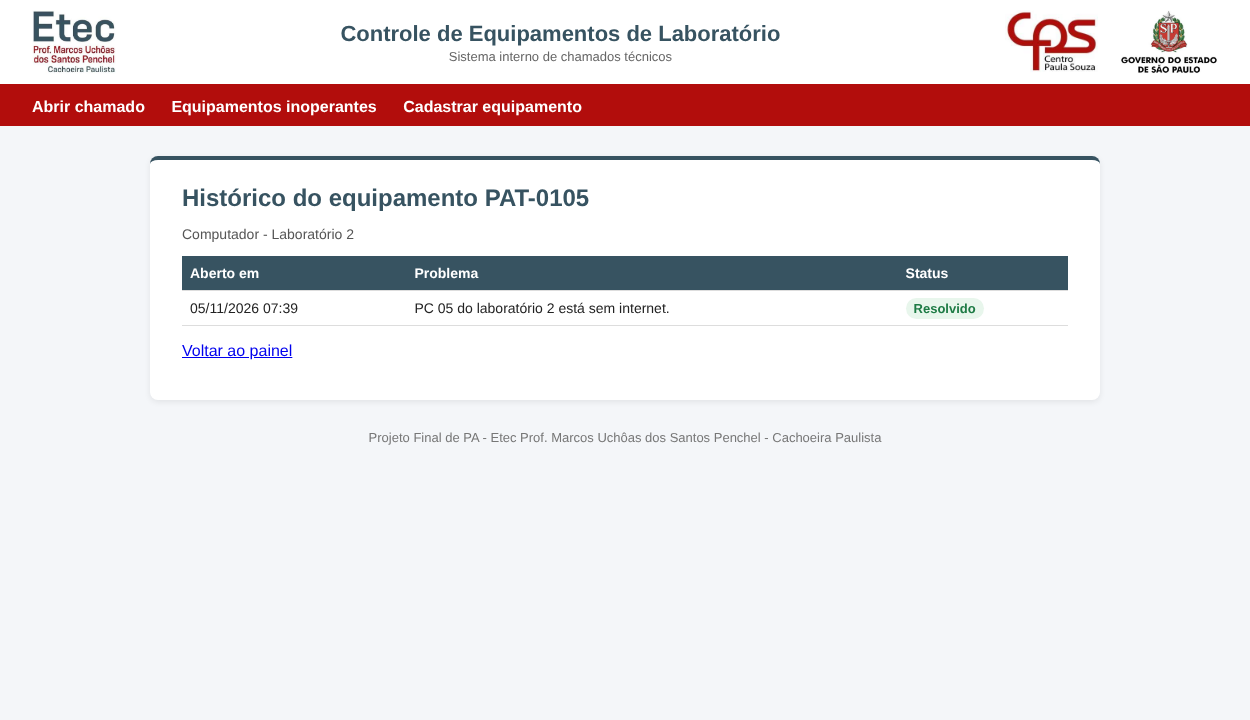 Etec
Prof. Marcos Uchôas
dos Santos Penchel
Cachoeira Paulista
Controle de Equipamentos de Laboratório
Sistema interno de chamados técnicos
CPS
Centro
Paula Souza
GOVERNO DO ESTADO
DE SÃO PAULO
Abrir chamado Equipamentos inoperantes Cadastrar equipamento
Histórico do equipamento PAT-0105
Computador - Laboratório 2
Aberto em Problema Status
05/11/2026 07:39 PC 05 do laboratório 2 está sem internet. Resolvido
Voltar ao painel
Projeto Final de PA - Etec Prof. Marcos Uchôas dos Santos Penchel - Cachoeira Paulista